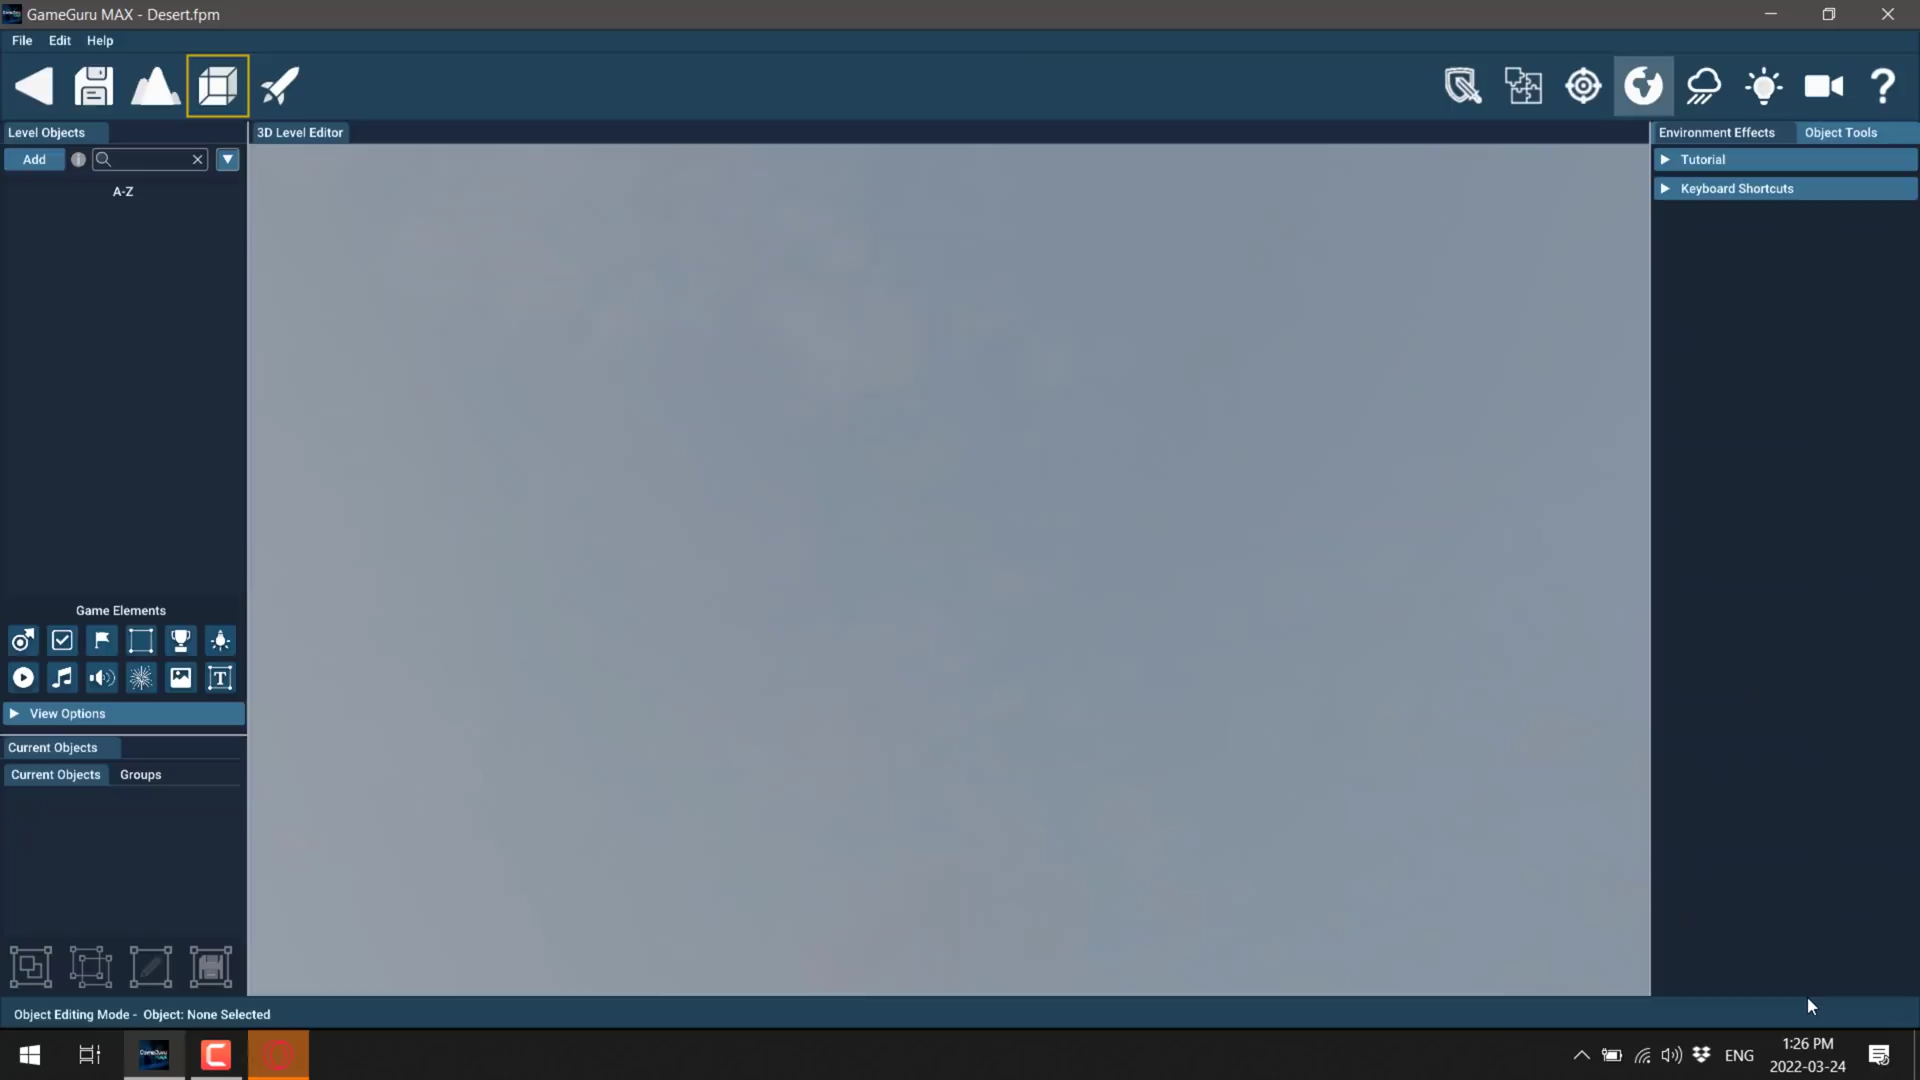 GameGuru MAX - Desert.fpm
File Edit Help
Level Objects
3D Level Editor
Environment Effects Object Tools
Add
Tutorial
A-Z
Keyboard Shortcuts
Game Elements
T
View Options
Current Objects
Current Objects Groups
Object Editing Mode - Object: None Selected
ENG
1:26 PM
2022-03-24